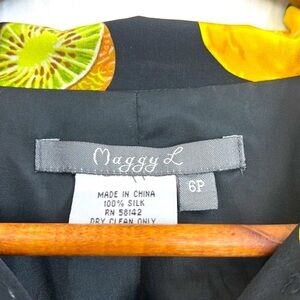 Maggy L
6P
MADE IN CHINA
100% SILK
RN 58142
DRY CLEAN ONLY